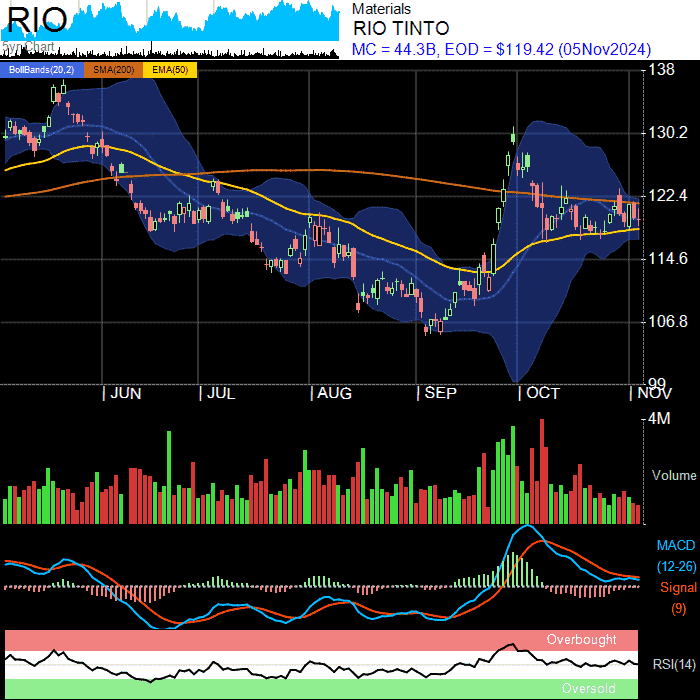 RIO
Materials
RIO TINTO
MC = 44.3B, EOD = $119.42 (05Nov2024)
BollBands(20,2) SMA(200) EMA(50)
138
130.2
122.4
114.6
106.8
99
| JUN | JUL | AUG | SEP | OCT | NOV
4M
Volume
MACD
(12-26)
Signal
(9)
Overbought
RSI(14)
Oversold